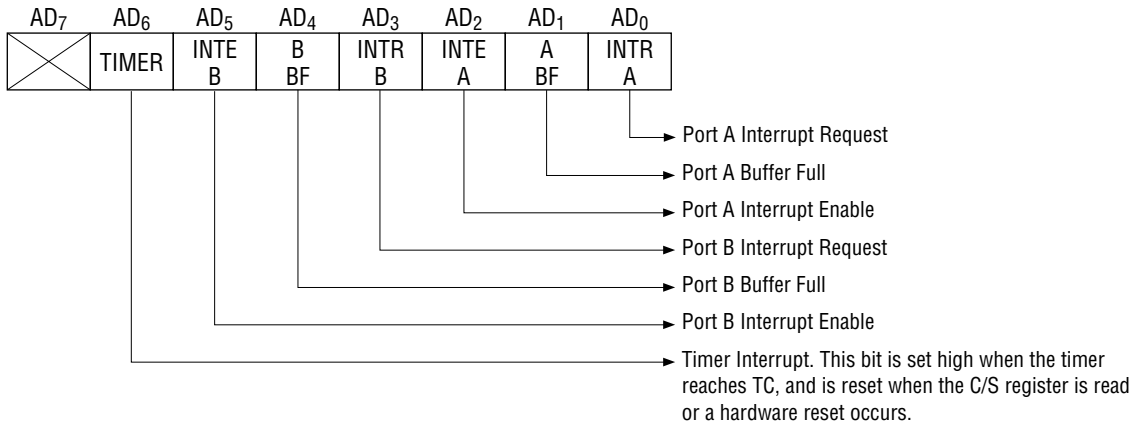 AD7 AD6 AD5 AD4 AD3 AD2 AD1 AD0
TIMER INTE B INTR INTE A INTR
B BF B A BF A
Port A Interrupt Request
Port A Buffer Full
Port A Interrupt Enable
Port B Interrupt Request
Port B Buffer Full
Port B Interrupt Enable
Timer Interrupt. This bit is set high when the timer
reaches TC, and is reset when the C/S register is read
or a hardware reset occurs.